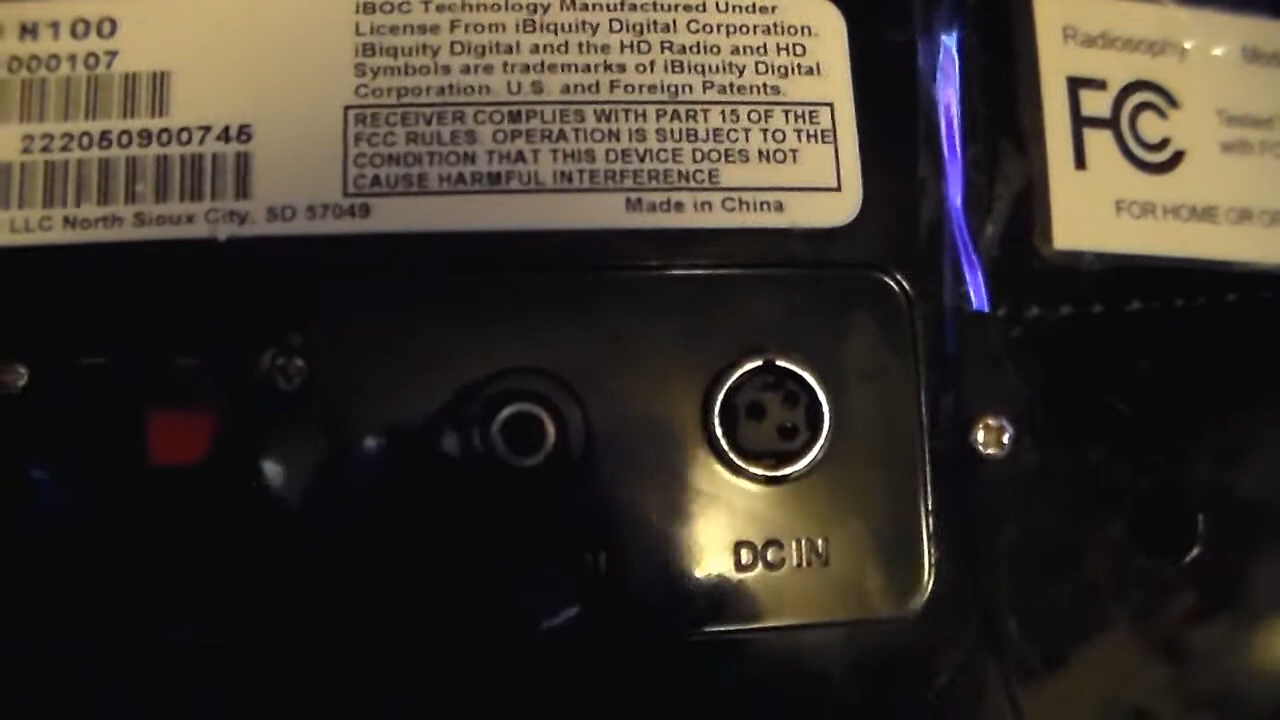 H100
000107
222050900745
LLC North Sioux City, SD 57049
iBOC Technology Manufactured Under
License From iBiquity Digital Corporation.
iBiquity Digital and the HD Radio and HD
Symbols are trademarks of iBiquity Digital
Corporation. U.S. and Foreign Patents.
RECEIVER COMPLIES WITH PART 15 OF THE
FCC RULES. OPERATION IS SUBJECT TO THE
CONDITION THAT THIS DEVICE DOES NOT
CAUSE HARMFUL INTERFERENCE
Made in China
Radiosophy
FC
Tested
with FC
FOR HOME OR
DC IN